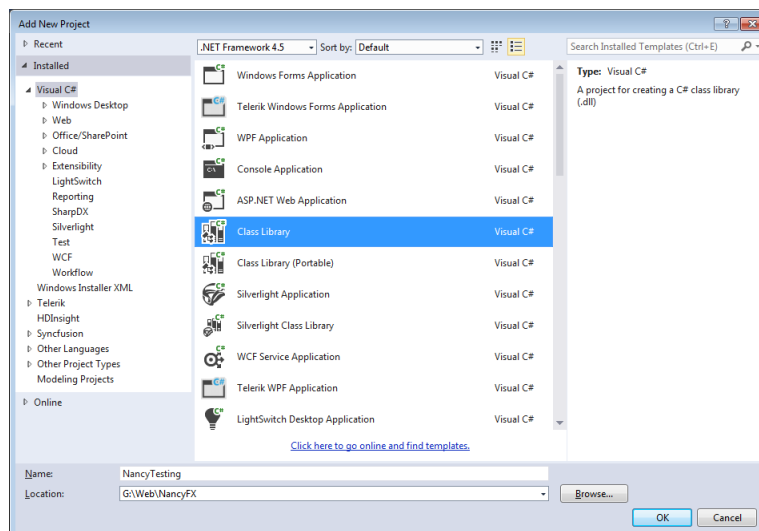 Add New Project
Recent
Installed
Visual C#
Windows Desktop
Web
Office/SharePoint
Cloud
Extensibility
LightSwitch
Reporting
SharpDX
Silverlight
Test
WCF
Workflow
Windows Installer XML
Telerik
HDInsight
Syncfusion
Other Languages
Other Project Types
Modeling Projects
Online
.NET Framework 4.5 Sort by: Default
Windows Forms Application Visual C#
Telerik Windows Forms Application Visual C#
WPF Application Visual C#
Console Application Visual C#
ASP.NET Web Application Visual C#
Class Library Visual C#
Class Library (Portable) Visual C#
Silverlight Application Visual C#
Silverlight Class Library Visual C#
WCF Service Application Visual C#
Telerik WPF Application Visual C#
LightSwitch Desktop Application Visual C#
Click here to go online and find templates.
Search Installed Templates (Ctrl+E)
Type: Visual C#
A project for creating a C# class library
(.dll)
Name: NancyTesting
Location: G:\Web\NancyFX Browse...
OK Cancel